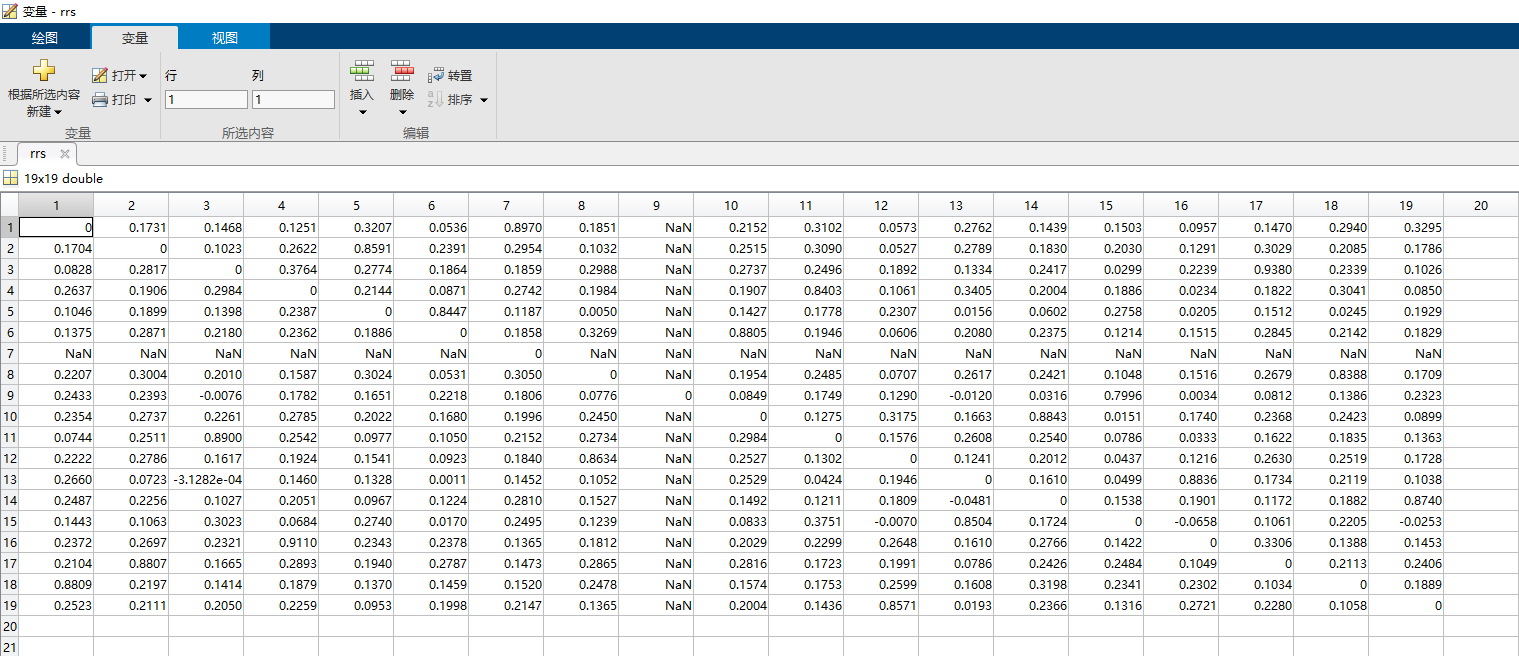 变量 - rrs
绘图 变量 视图
根据所选内容
新建
打开
打印
变量
行 列
1 1
所选内容
插入 删除 转置
排序
编辑
rrs
19x19 double
1 2 3 4 5 6 7 8 9 10 11 12 13 14 15 16 17 18 19 20
1 0 0.1731 0.1468 0.1251 0.3207 0.0536 0.8970 0.1851 NaN 0.2152 0.3102 0.0573 0.2762 0.1439 0.1503 0.0957 0.1470 0.2940 0.3295
2 0.1704 0 0.1023 0.2622 0.8591 0.2391 0.2954 0.1032 NaN 0.2515 0.3090 0.0527 0.2789 0.1830 0.2030 0.1291 0.3029 0.2085 0.1786
3 0.0828 0.2817 0 0.3764 0.2774 0.1864 0.1859 0.2988 NaN 0.2737 0.2496 0.1892 0.1334 0.2417 0.0299 0.2239 0.9380 0.2339 0.1026
4 0.2637 0.1906 0.2984 0 0.2144 0.0871 0.2742 0.1984 NaN 0.1907 0.8403 0.1061 0.3405 0.2004 0.1886 0.0234 0.1822 0.3041 0.0850
5 0.1046 0.1899 0.1398 0.2387 0 0.8447 0.1187 0.0050 NaN 0.1427 0.1778 0.2307 0.0156 0.0602 0.2758 0.0205 0.1512 0.0245 0.1929
6 0.1375 0.2871 0.2180 0.2362 0.1886 0 0.1858 0.3269 NaN 0.8805 0.1946 0.0606 0.2080 0.2375 0.1214 0.1515 0.2845 0.2142 0.1829
7 NaN NaN NaN NaN NaN NaN 0 NaN NaN NaN NaN NaN NaN NaN NaN NaN NaN NaN NaN
8 0.2207 0.3004 0.2010 0.1587 0.3024 0.0531 0.3050 0 NaN 0.1954 0.2485 0.0707 0.2617 0.2421 0.1048 0.1516 0.2679 0.8388 0.1709
9 0.2433 0.2393 -0.0076 0.1782 0.1651 0.2218 0.1806 0.0776 0 0.0849 0.1749 0.1290 -0.0120 0.0316 0.7996 0.0034 0.0812 0.1386 0.2323
10 0.2354 0.2737 0.2261 0.2785 0.2022 0.1680 0.1996 0.2450 NaN 0 0.1275 0.3175 0.1663 0.8843 0.0151 0.1740 0.2368 0.2423 0.0899
11 0.0744 0.2511 0.8900 0.2542 0.0977 0.1050 0.2152 0.2734 NaN 0.2984 0 0.1576 0.2608 0.2540 0.0786 0.0333 0.1622 0.1835 0.1363
12 0.2222 0.2786 0.1617 0.1924 0.1541 0.0923 0.1840 0.8634 NaN 0.2527 0.1302 0 0.1241 0.2012 0.0437 0.1216 0.2630 0.2519 0.1728
13 0.2660 0.0723 -3.1282e-04 0.1460 0.1328 0.0011 0.1452 0.1052 NaN 0.2529 0.0424 0.1946 0 0.1610 0.0499 0.8836 0.1734 0.2119 0.1038
14 0.2487 0.2256 0.1027 0.2051 0.0967 0.1224 0.2810 0.1527 NaN 0.1492 0.1211 0.1809 -0.0481 0 0.1538 0.1901 0.1172 0.1882 0.8740
15 0.1443 0.1063 0.3023 0.0684 0.2740 0.0170 0.2495 0.1239 NaN 0.0833 0.3751 -0.0070 0.8504 0.1724 0 -0.0658 0.1061 0.2205 -0.0253
16 0.2372 0.2697 0.2321 0.9110 0.2343 0.2378 0.1365 0.1812 NaN 0.2029 0.2299 0.2648 0.1610 0.2766 0.1422 0 0.3306 0.1388 0.1453
17 0.2104 0.8807 0.1665 0.2893 0.1940 0.2787 0.1473 0.2865 NaN 0.2816 0.1723 0.1991 0.0786 0.2426 0.2484 0.1049 0 0.2113 0.2406
18 0.8809 0.2197 0.1414 0.1879 0.1370 0.1459 0.1520 0.2478 NaN 0.1574 0.1753 0.2599 0.1608 0.3198 0.2341 0.2302 0.1034 0 0.1889
19 0.2523 0.2111 0.2050 0.2259 0.0953 0.1998 0.2147 0.1365 NaN 0.2004 0.1436 0.8571 0.0193 0.2366 0.1316 0.2721 0.2280 0.1058 0
20
21